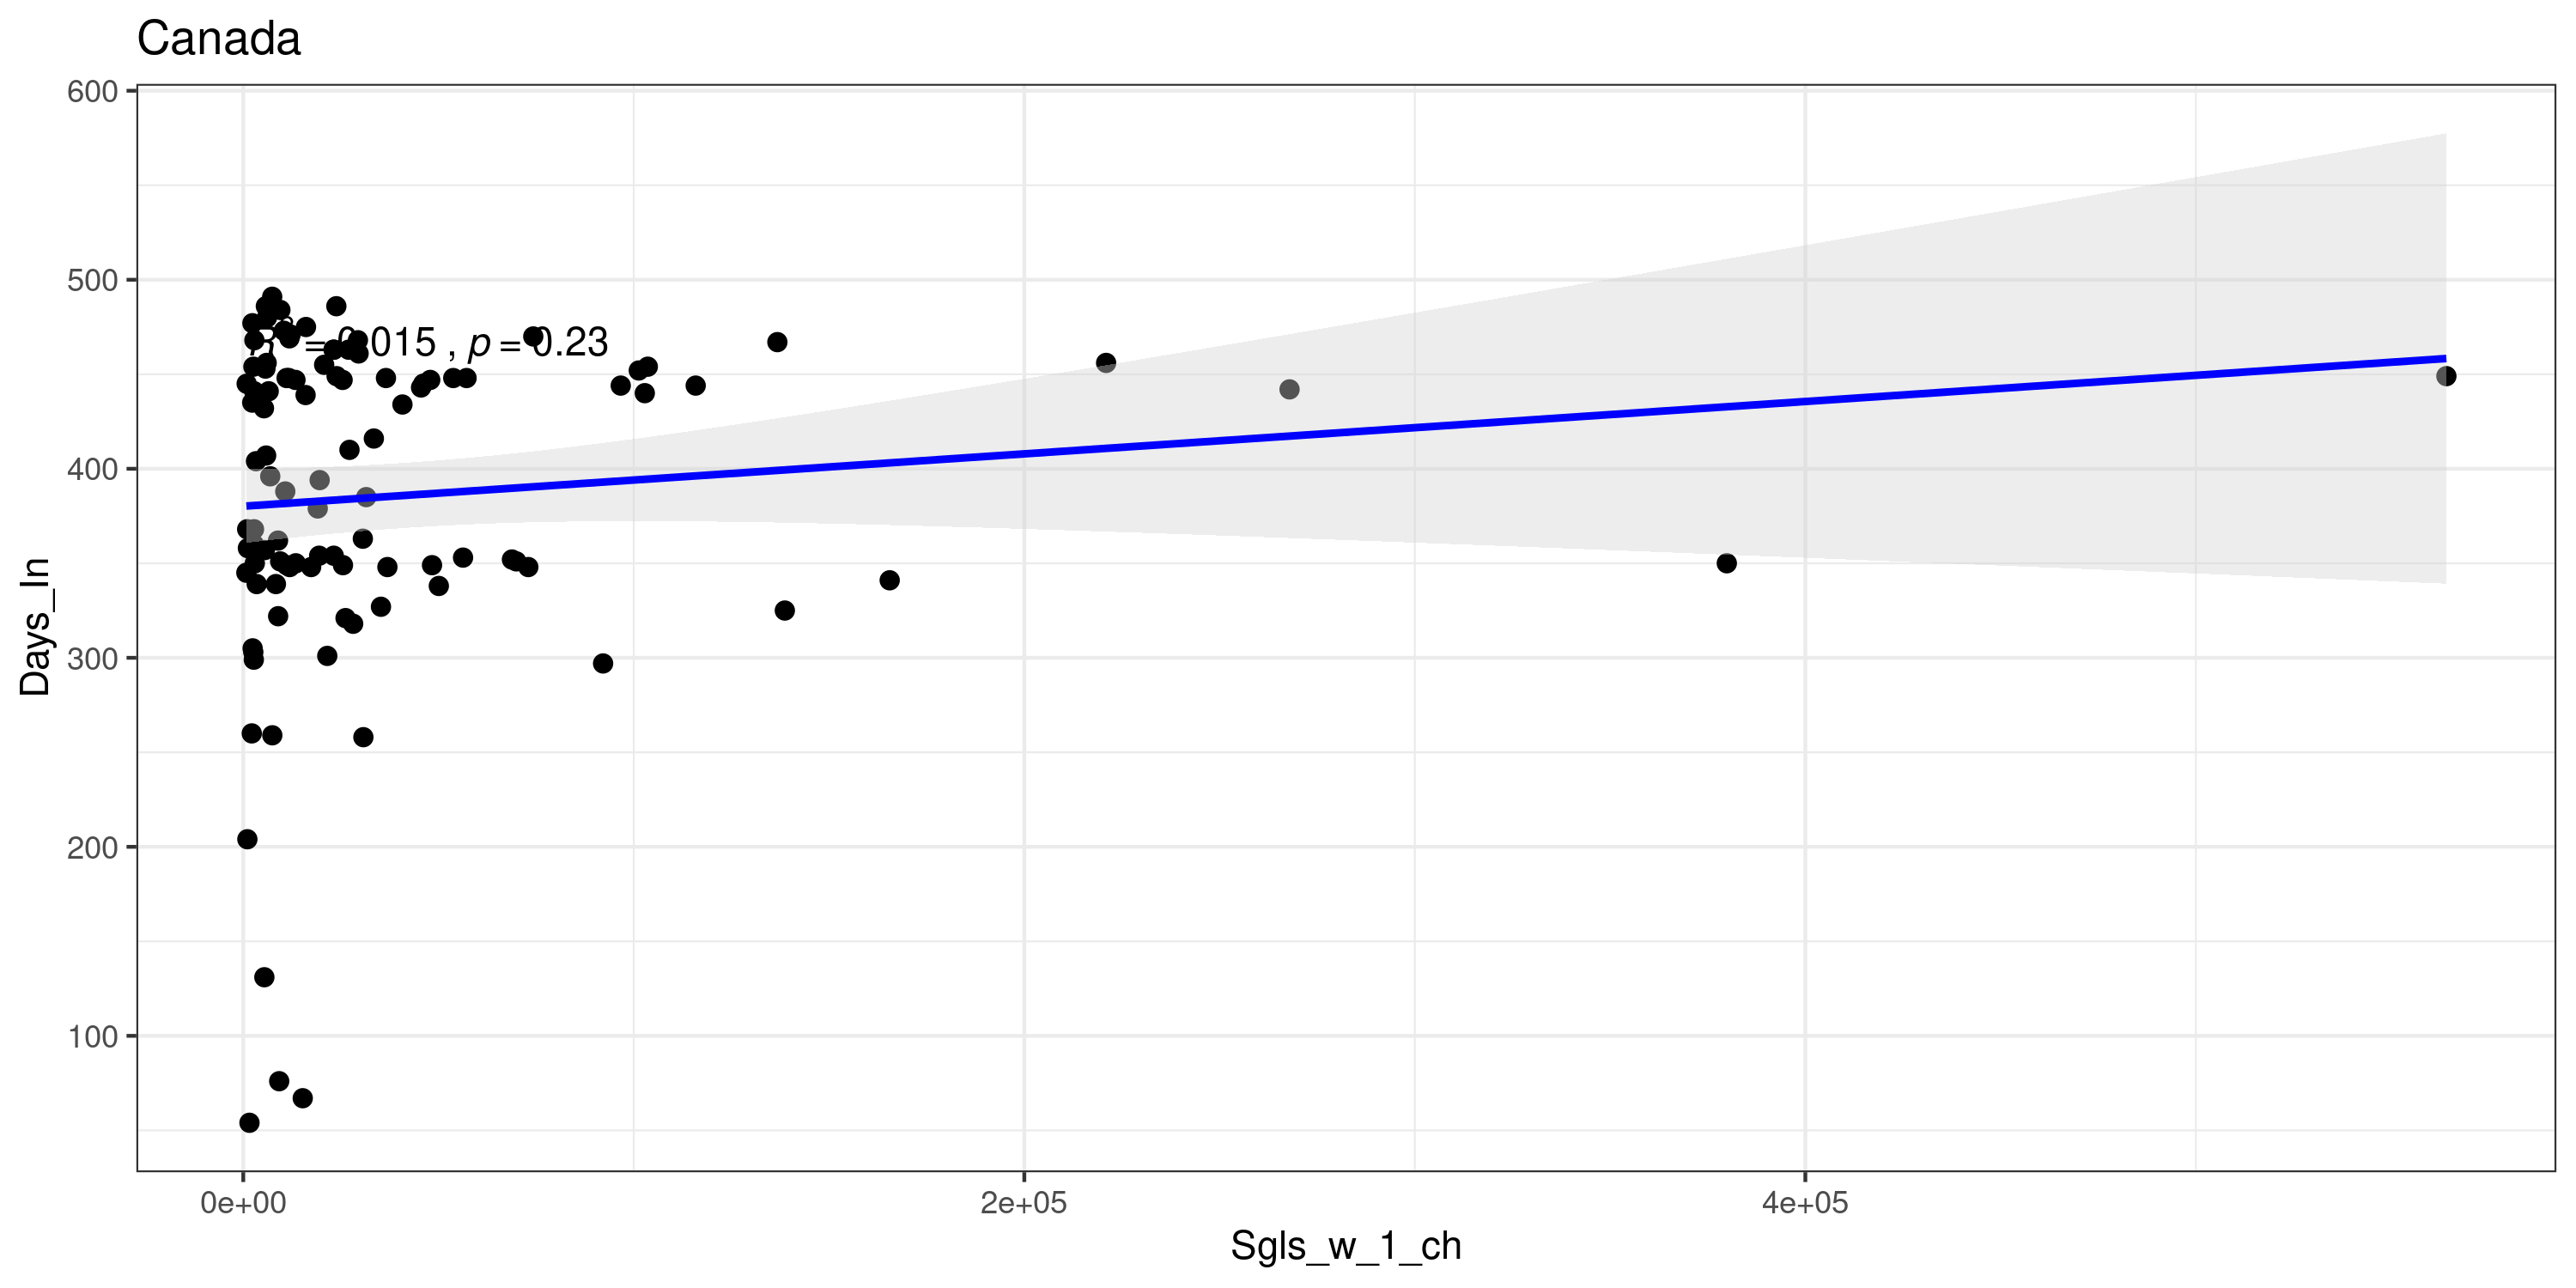 Canada
600
500
400
300
200
100
Days_In
R² = 0.015 , p = 0.23
0e+00
2e+05
4e+05
Sgls_w_1_ch